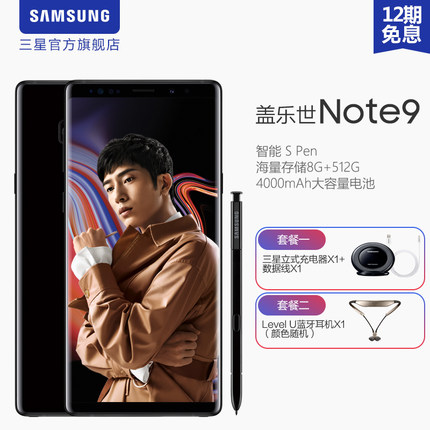 SAMSUNG
三星官方旗舰店
12期
免息
盖乐世Note9
智能 S Pen
海量存储8G+512G
4000mAh大容量电池
套餐一
三星立式充电器X1+
数据线X1
套餐二
Level U蓝牙耳机X1
（颜色随机）
SAMSUNG